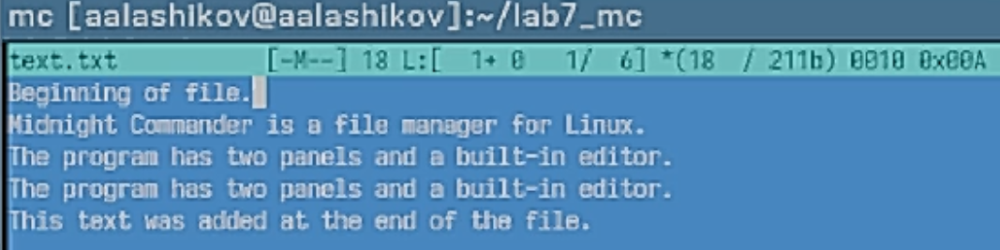 mc [aalashikov@aalashikov]:~/lab7_mc
text.txt [-M--] 18 L:[ 1+ 0 1/ 6] *(18 / 211b) 0010 0x00A
Beginning of file.
Midnight Commander is a file manager for Linux.
The program has two panels and a built-in editor.
The program has two panels and a built-in editor.
This text was added at the end of the file.